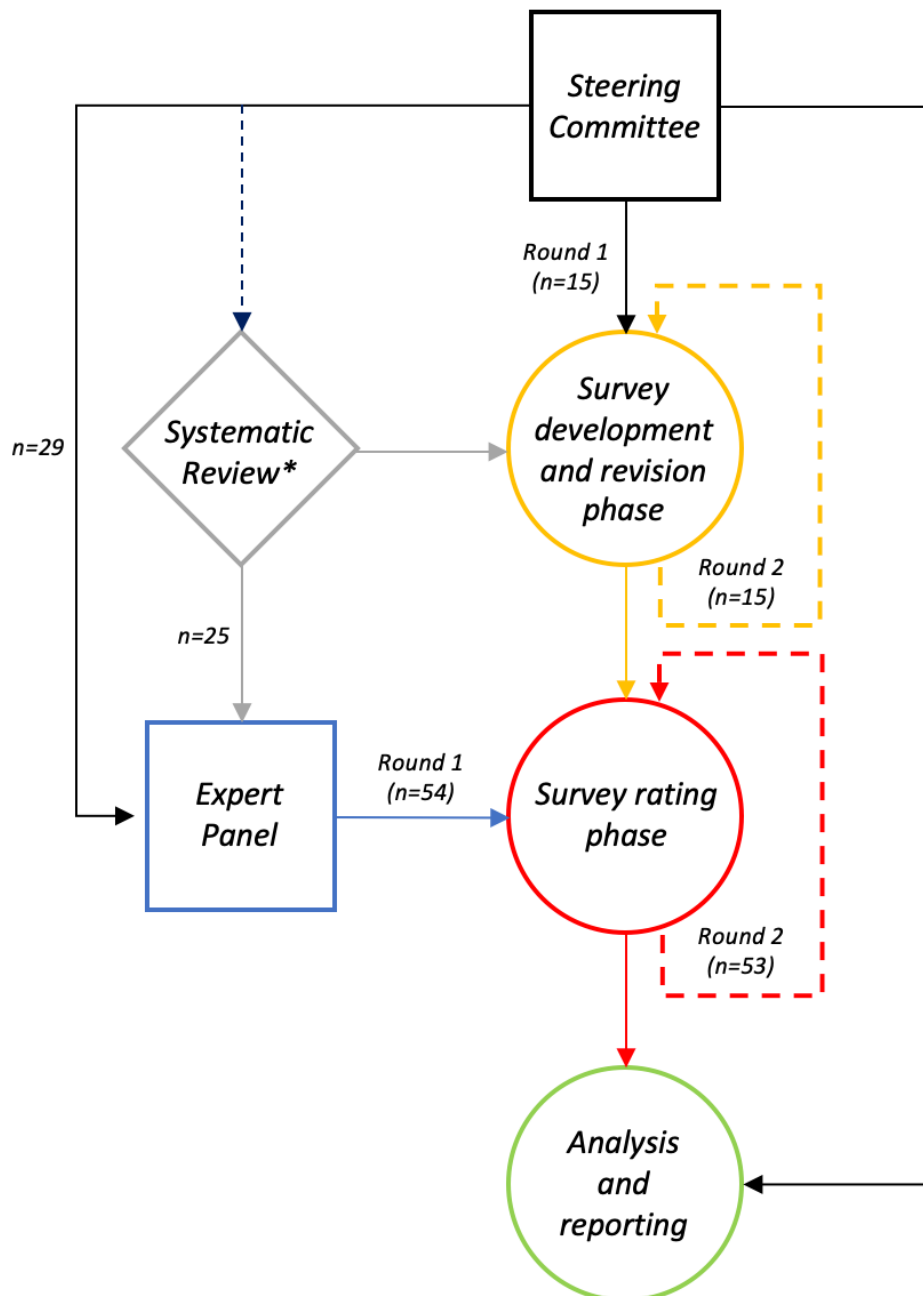 Steering
Committee
Round 1
(n=15)
Survey
development
and revision
phase
Systematic
Review*
n=29
Round 2
(n=15)
n=25
Expert
Panel
Round 1
(n=54)
Survey rating
phase
Round 2
(n=53)
Analysis
and
reporting